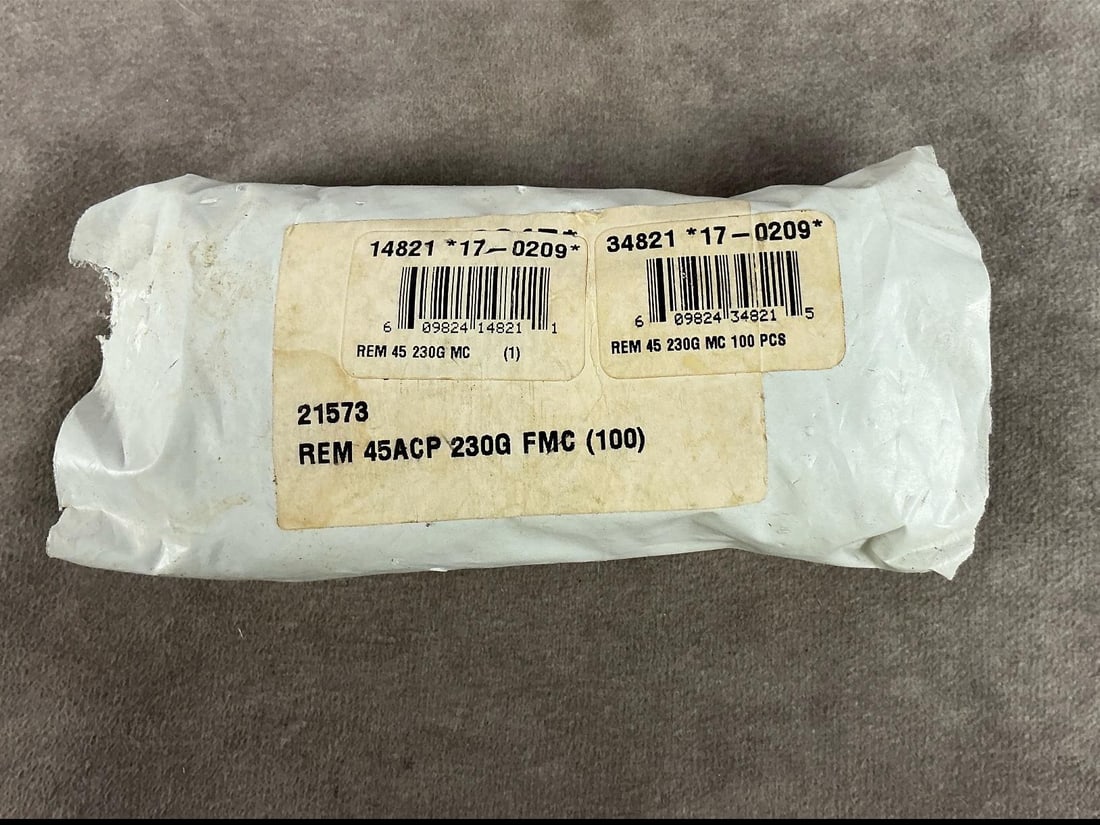 14821 *17-0209*
6 09824 14821 1
REM 45 230G MC (1)
34821 *17-0209*
6 09824 34821 5
REM 45 230G MC 100 PCS
21573
REM 45ACP 230G FMC (100)